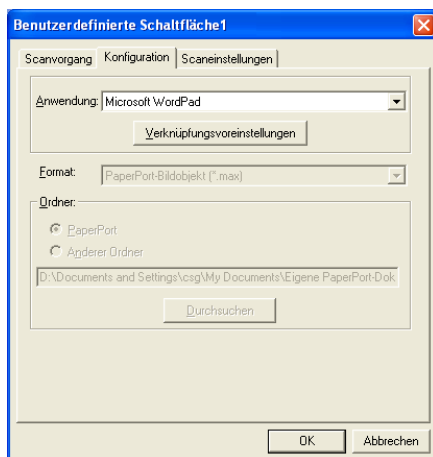 Benutzerdefinierte Schaltfläche1
Scanvorgang Konfiguration Scaneinstellungen
Anwendung: Microsoft WordPad
Verknüpfungsvoreinstellungen
Format: PaperPort-Bildobjekt (*.max)
Ordner:
PaperPort
Anderer Ordner
D:\Documents and Settings\csg\My Documents\Eigene PaperPort-Dok
Durchsuchen
OK Abbrechen